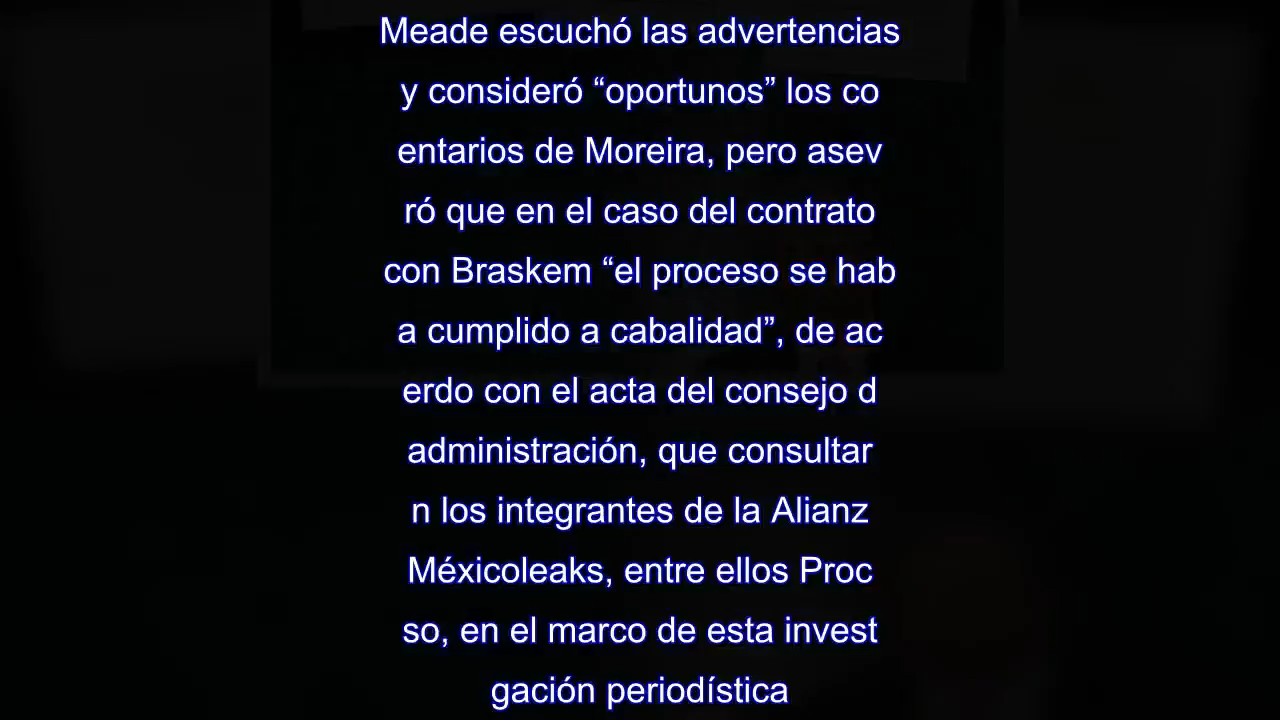 Meade escuchó las advertencias
y consideró “oportunos” los co
entarios de Moreira, pero asev
ró que en el caso del contrato
con Braskem “el proceso se hab
a cumplido a cabalidad”, de ac
erdo con el acta del consejo d
administración, que consultar
n los integrantes de la Alianz
Méxicoleaks, entre ellos Proc
so, en el marco de esta invest
gación periodística